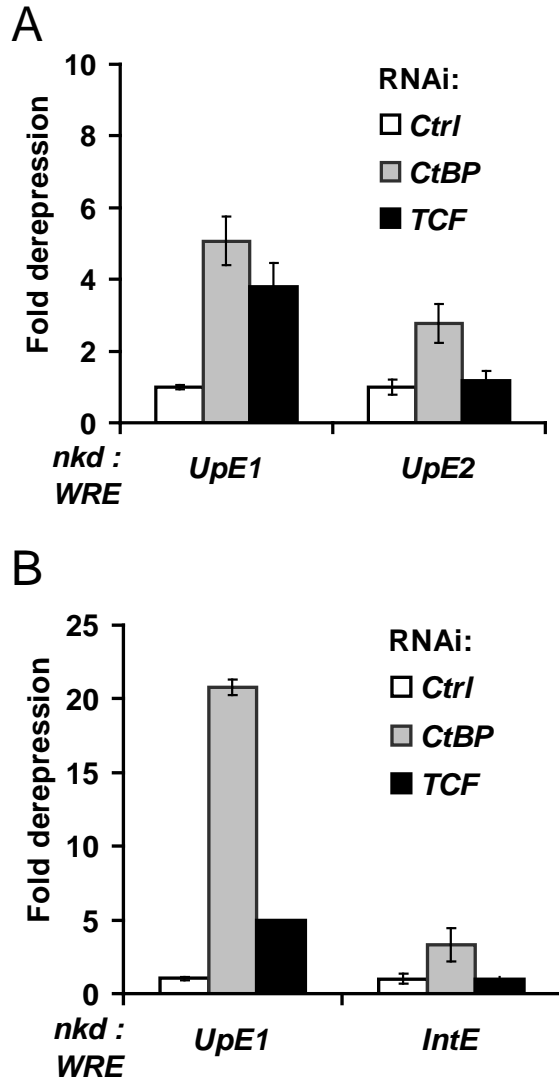 A
Fold derepression
10
8
6
4
2
0
RNAi:
Ctrl
CtBP
TCF
nkd :
WRE
UpE1
UpE2
B
Fold derepression
25
20
15
10
5
0
RNAi:
Ctrl
CtBP
TCF
nkd :
WRE
UpE1
IntE